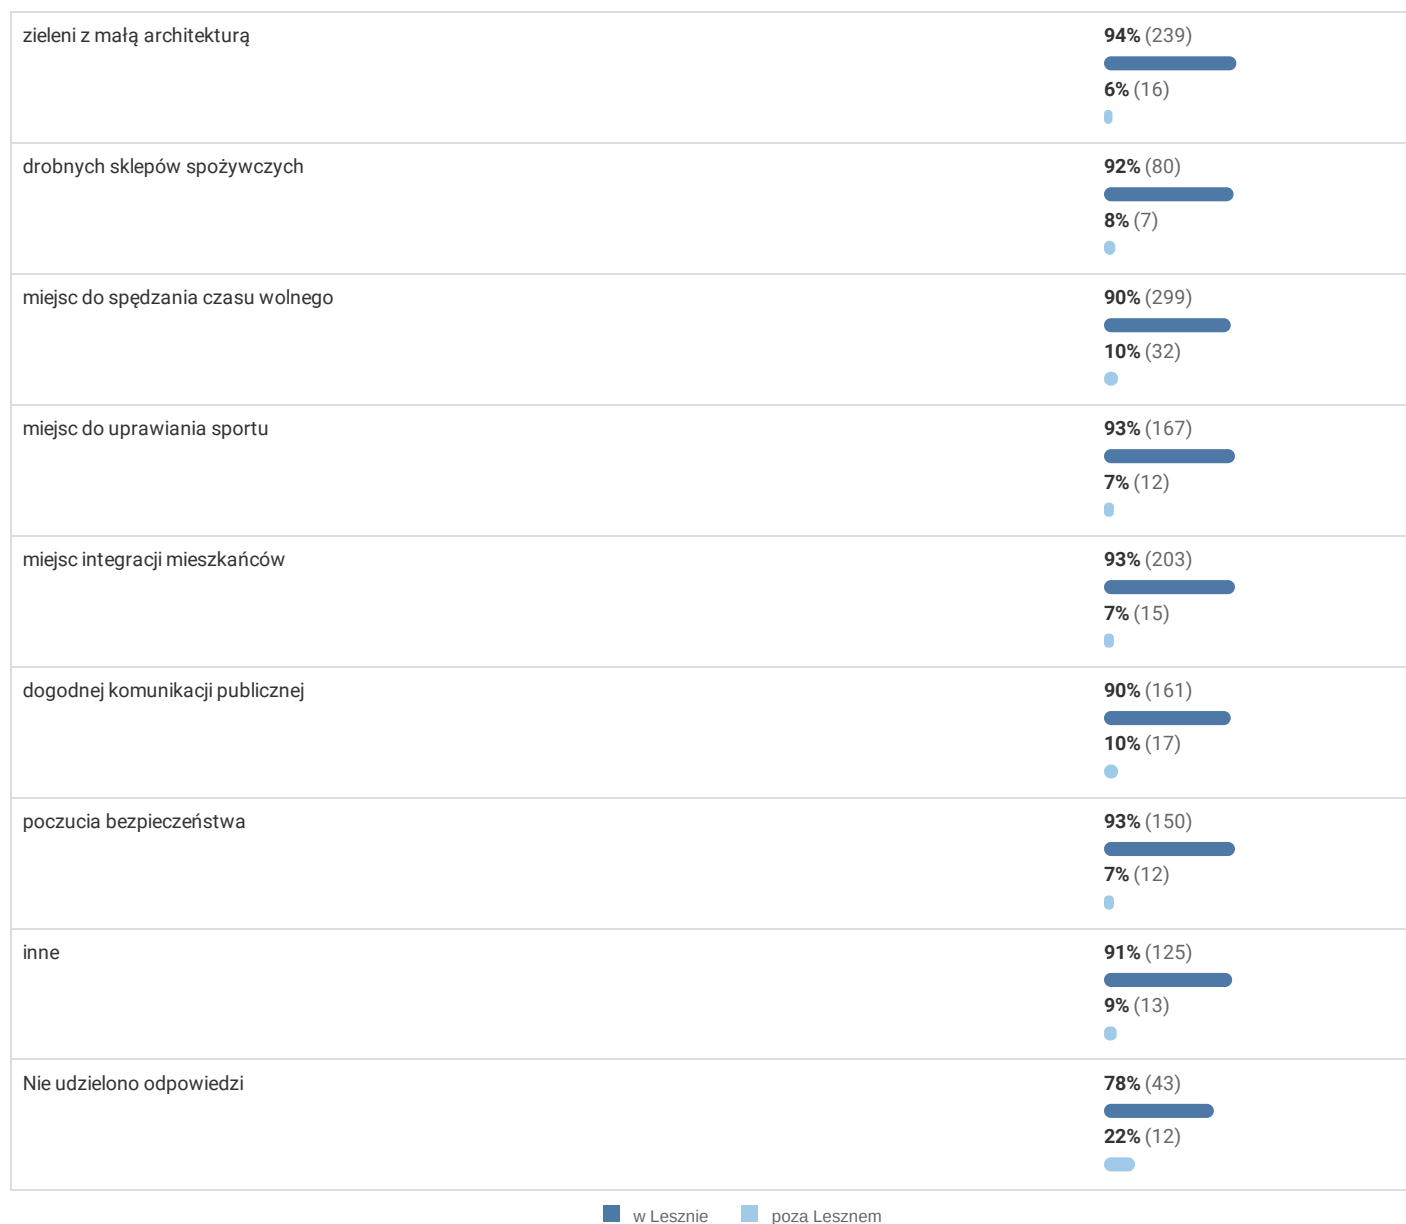 zieleni z małą architekturą
94% (239)
6% (16)
drobnych sklepów spożywczych
92% (80)
8% (7)
miejsc do spędzania czasu wolnego
90% (299)
10% (32)
miejsc do uprawiania sportu
93% (167)
7% (12)
miejsc integracji mieszkańców
93% (203)
7% (15)
dogodnej komunikacji publicznej
90% (161)
10% (17)
poczucia bezpieczeństwa
93% (150)
7% (12)
inne
91% (125)
9% (13)
Nie udzielono odpowiedzi
78% (43)
22% (12)
w Lesznie poza Lesznem